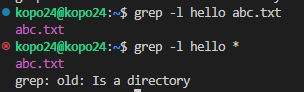 kopo24@kopo24:~$ grep -l hello abc.txt
abc.txt
kopo24@kopo24:~$ grep -l hello *
abc.txt
grep: old: Is a directory